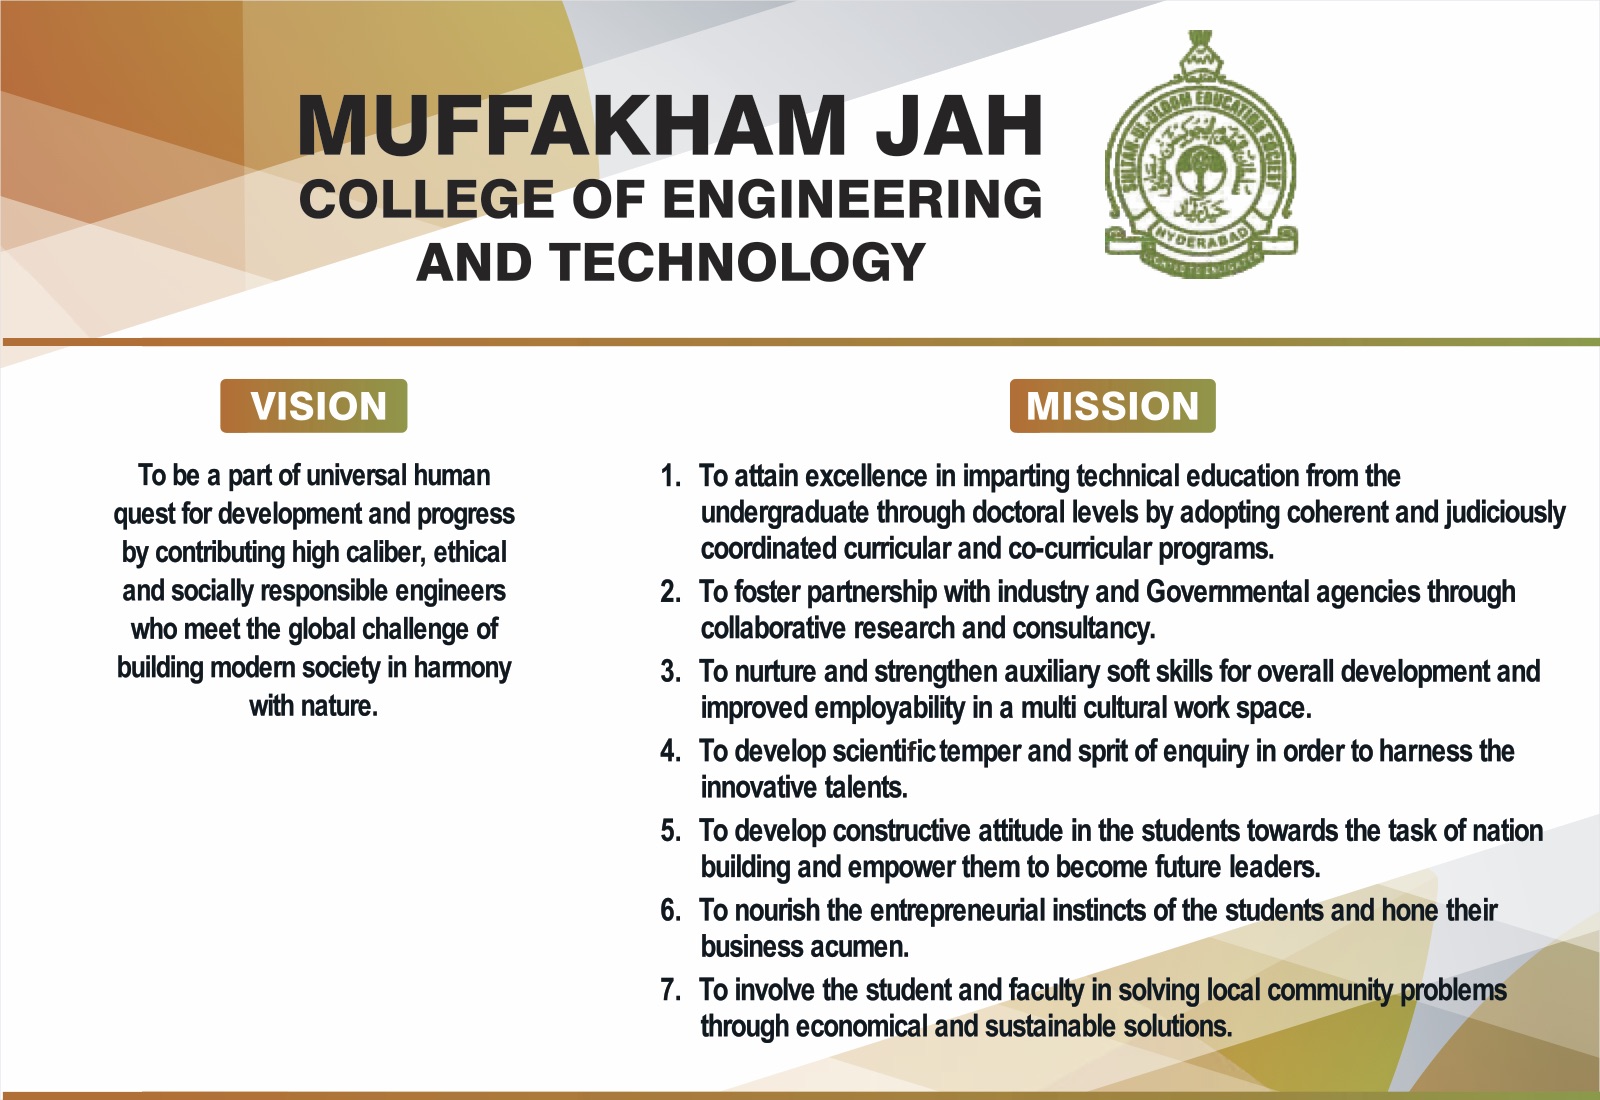 MUFFAKHAM JAH
COLLEGE OF ENGINEERING
AND TECHNOLOGY
SULTAN-UL-ULOOM EDUCATION SOCIETY
حیدرآباد
HYDERABAD
VISION
To be a part of universal human
quest for development and progress
by contributing high caliber, ethical
and socially responsible engineers
who meet the global challenge of
building modern society in harmony
with nature.
MISSION
1. To attain excellence in imparting technical education from the
undergraduate through doctoral levels by adopting coherent and judiciously
coordinated curricular and co-curricular programs.
2. To foster partnership with industry and Governmental agencies through
collaborative research and consultancy.
3. To nurture and strengthen auxiliary soft skills for overall development and
improved employability in a multi cultural work space.
4. To develop scientific temper and sprit of enquiry in order to harness the
innovative talents.
5. To develop constructive attitude in the students towards the task of nation
building and empower them to become future leaders.
6. To nourish the entrepreneurial instincts of the students and hone their
business acumen.
7. To involve the student and faculty in solving local community problems
through economical and sustainable solutions.